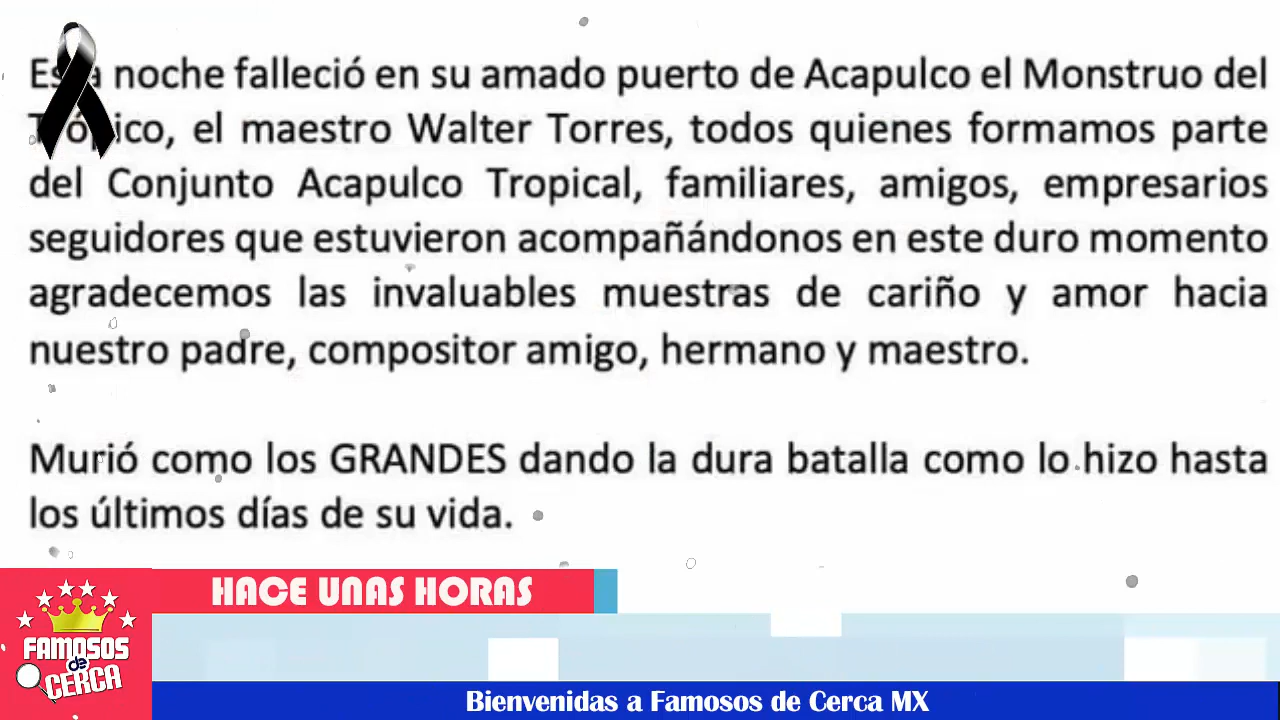 Esta noche falleció en su amado puerto de Acapulco el Monstruo del
Trópico, el maestro Walter Torres, todos quienes formamos parte
del Conjunto Acapulco Tropical, familiares, amigos, empresarios
seguidores que estuvieron acompañándonos en este duro momento
agradecemos las invaluables muestras de cariño y amor hacia
nuestro padre, compositor amigo, hermano y maestro.
Murió como los GRANDES dando la dura batalla como lo hizo hasta
los últimos días de su vida.
HACE UNAS HORAS
FAMOSOS
de
CERCA
Bienvenidas a Famosos de Cerca MX